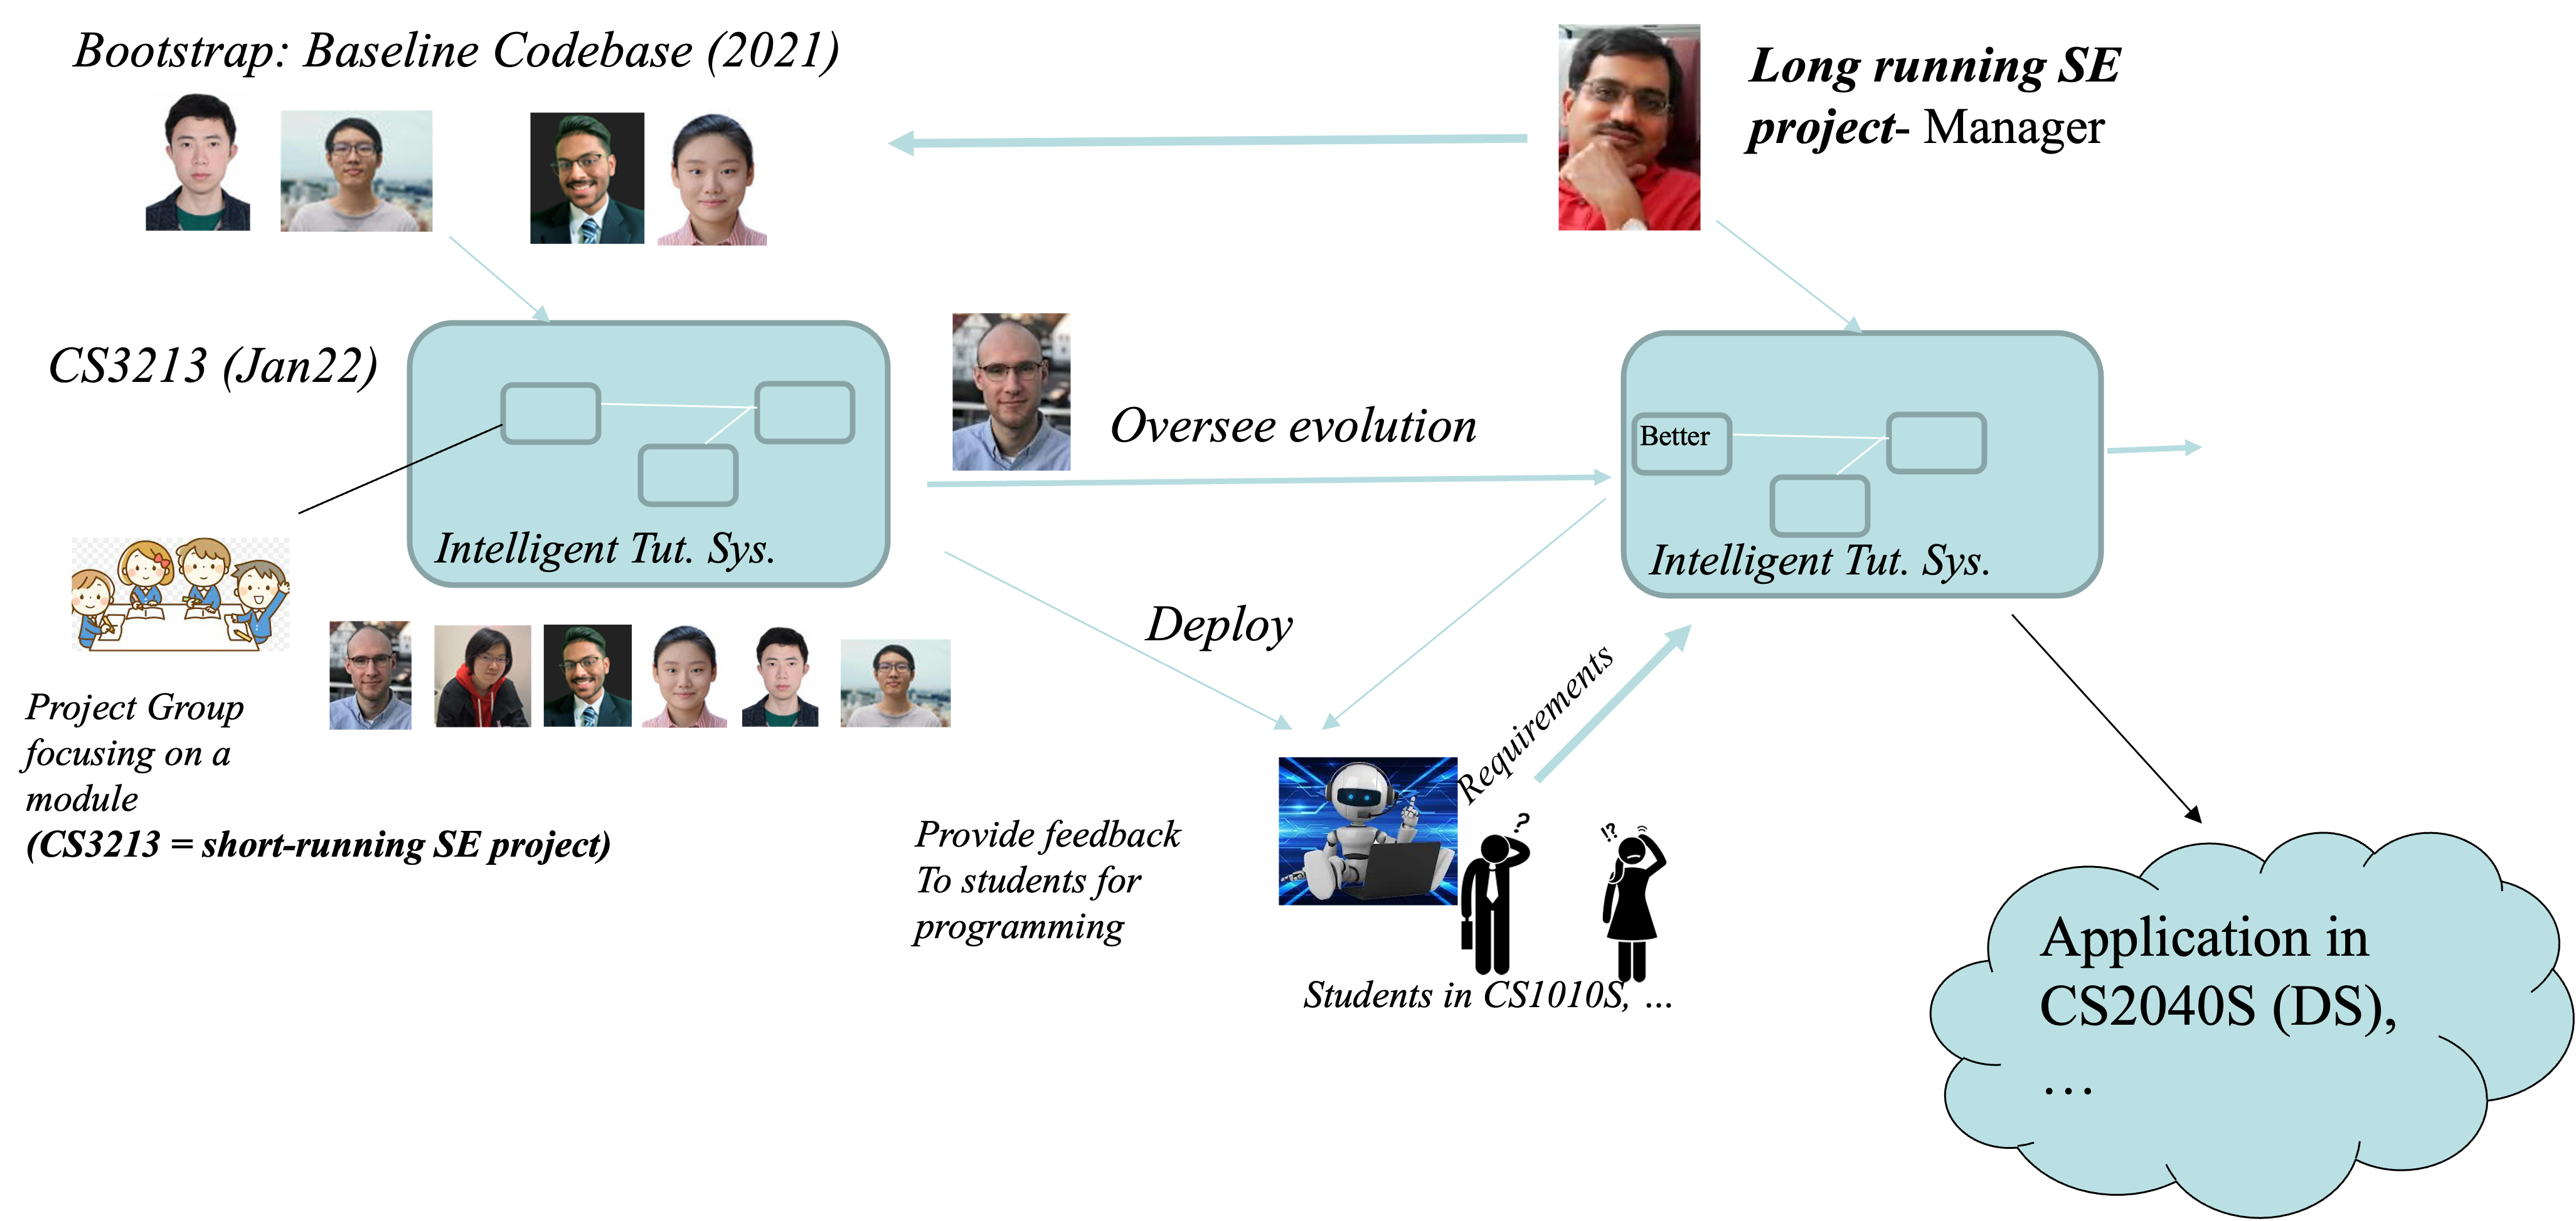 Bootstrap: Baseline Codebase (2021)
Long running SE
project- Manager
CS3213 (Jan22)
Oversee evolution
Better
Intelligent Tut. Sys.
Intelligent Tut. Sys.
Deploy
Requirements
Project Group
focusing on a
module
(CS3213 = short-running SE project)
Provide feedback
To students for
programming
?
!?
Students in CS1010S, ...
Application in
CS2040S (DS),
...